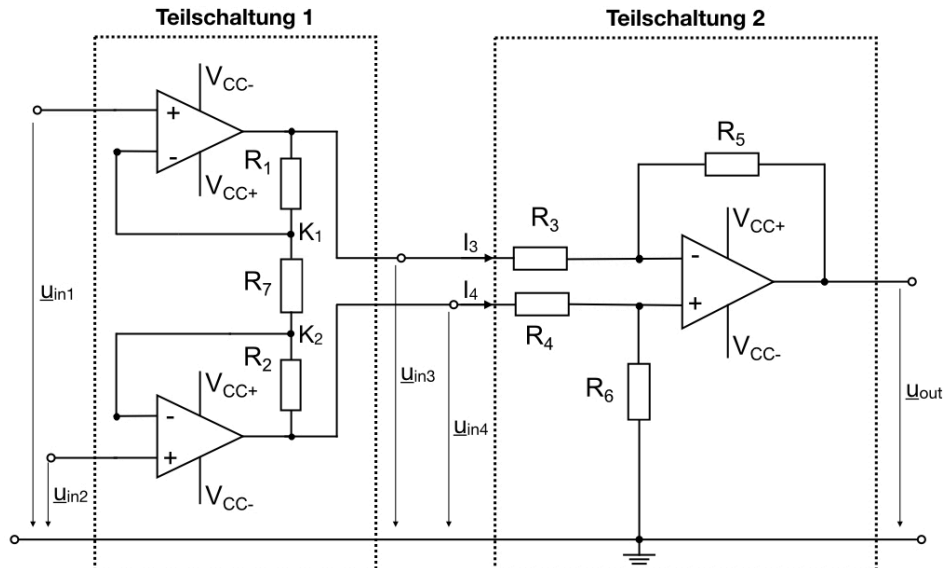 Teilschaltung 1
Teilschaltung 2
VCC-
+
-
VCC+
R1
K1
R7
K2
R2
VCC+
-
+
VCC-
uin1
uin2
I3
I4
uin3
uin4
R3
R4
R5
R6
VCC+
-
+
VCC-
uout